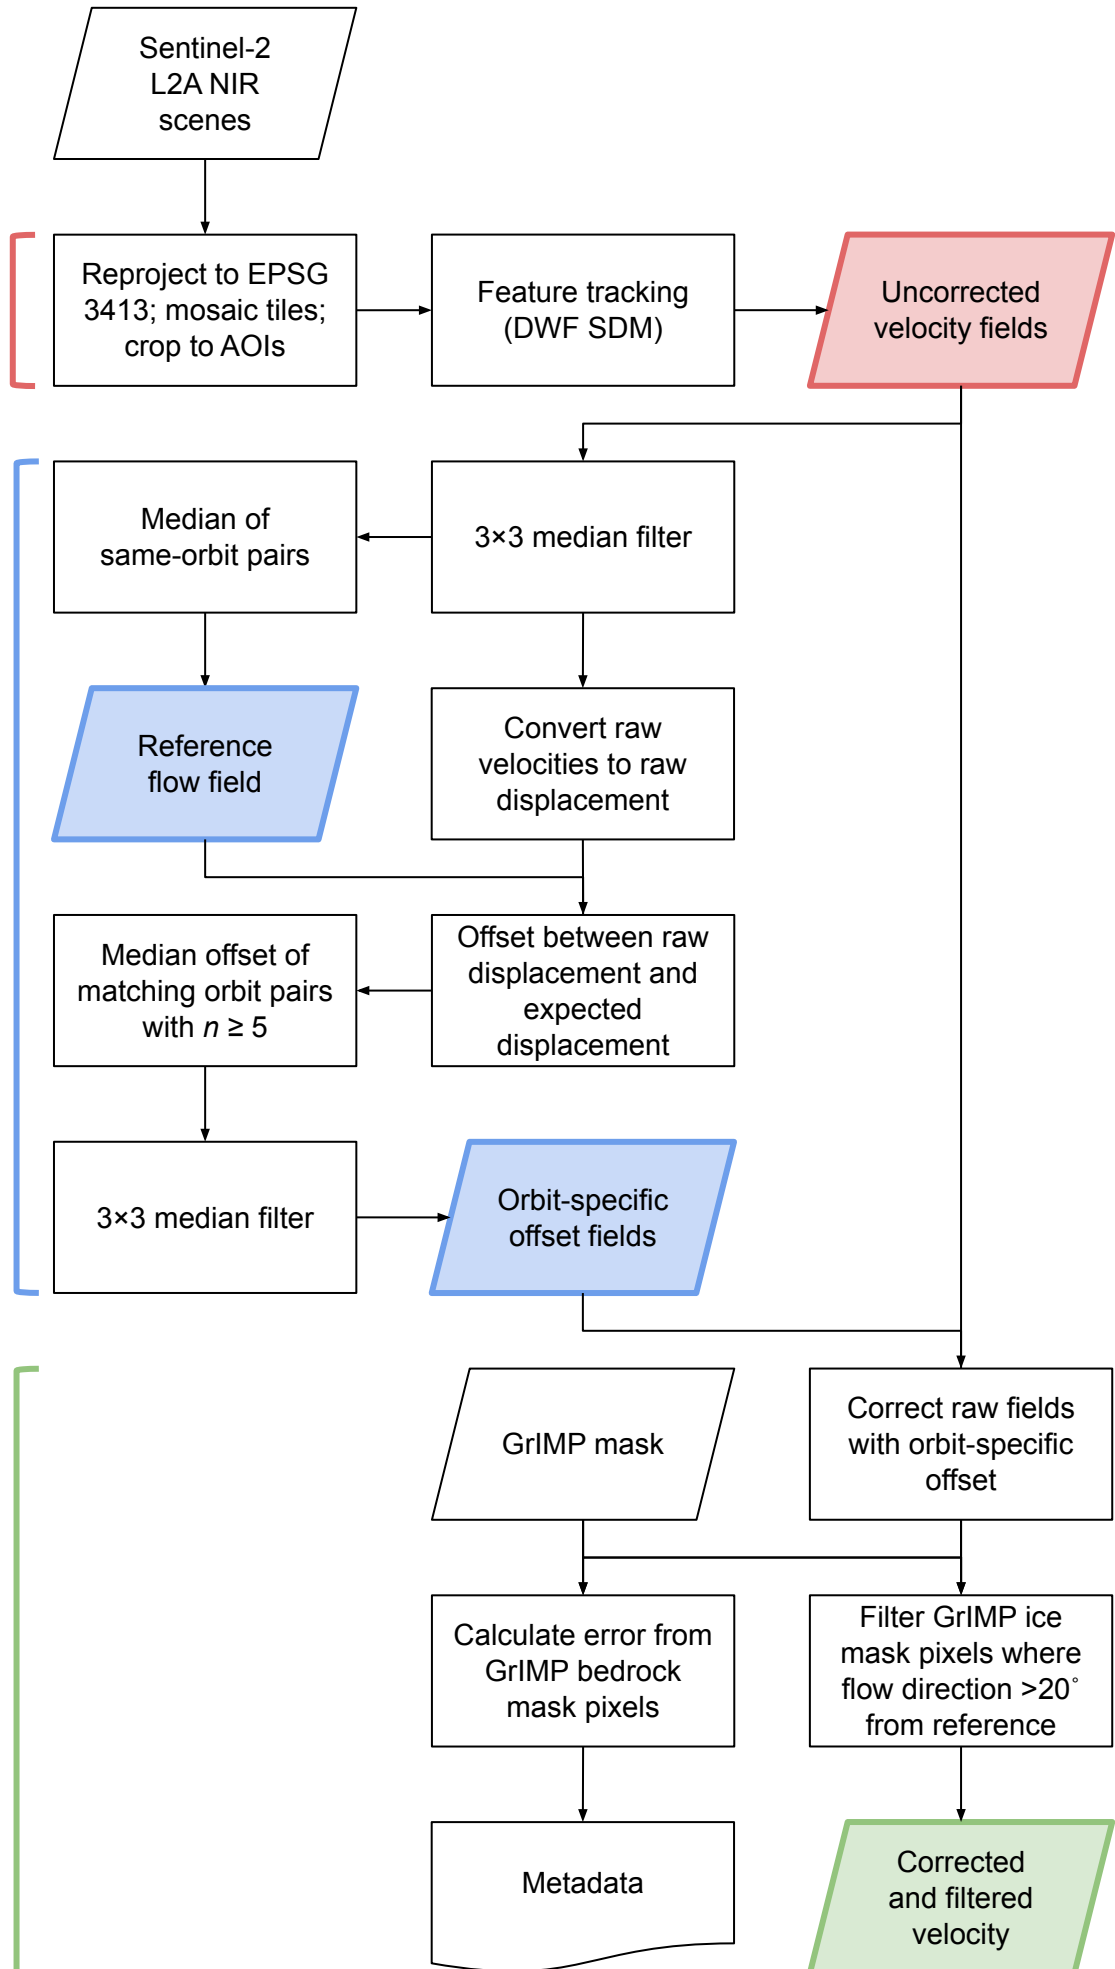 Sentinel-2
L2A NIR
scenes
Reproject to EPSG
3413; mosaic tiles;
crop to AOIs
Feature tracking
(DWF SDM)
Uncorrected
velocity fields
Median of
same-orbit pairs
3×3 median filter
Reference
flow field
Convert raw
velocities to raw
displacement
Median offset of
matching orbit pairs
with n ≥ 5
Offset between raw
displacement and
expected
displacement
3×3 median filter
Orbit-specific
offset fields
GrIMP mask
Correct raw fields
with orbit-specific
offset
Calculate error from
GrIMP bedrock
mask pixels
Filter GrIMP ice
mask pixels where
flow direction >20°
from reference
Metadata
Corrected
and filtered
velocity